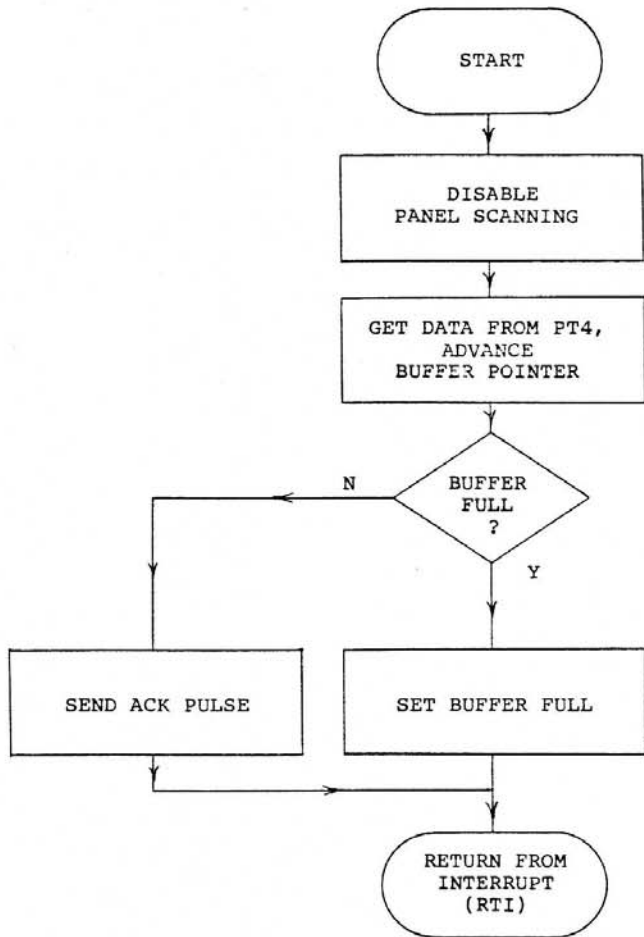 START
DISABLE
PANEL SCANNING
GET DATA FROM PT4,
ADVANCE
BUFFER POINTER
N
BUFFER
FULL
?
Y
SEND ACK PULSE
SET BUFFER FULL
RETURN FROM
INTERRUPT
(RTI)